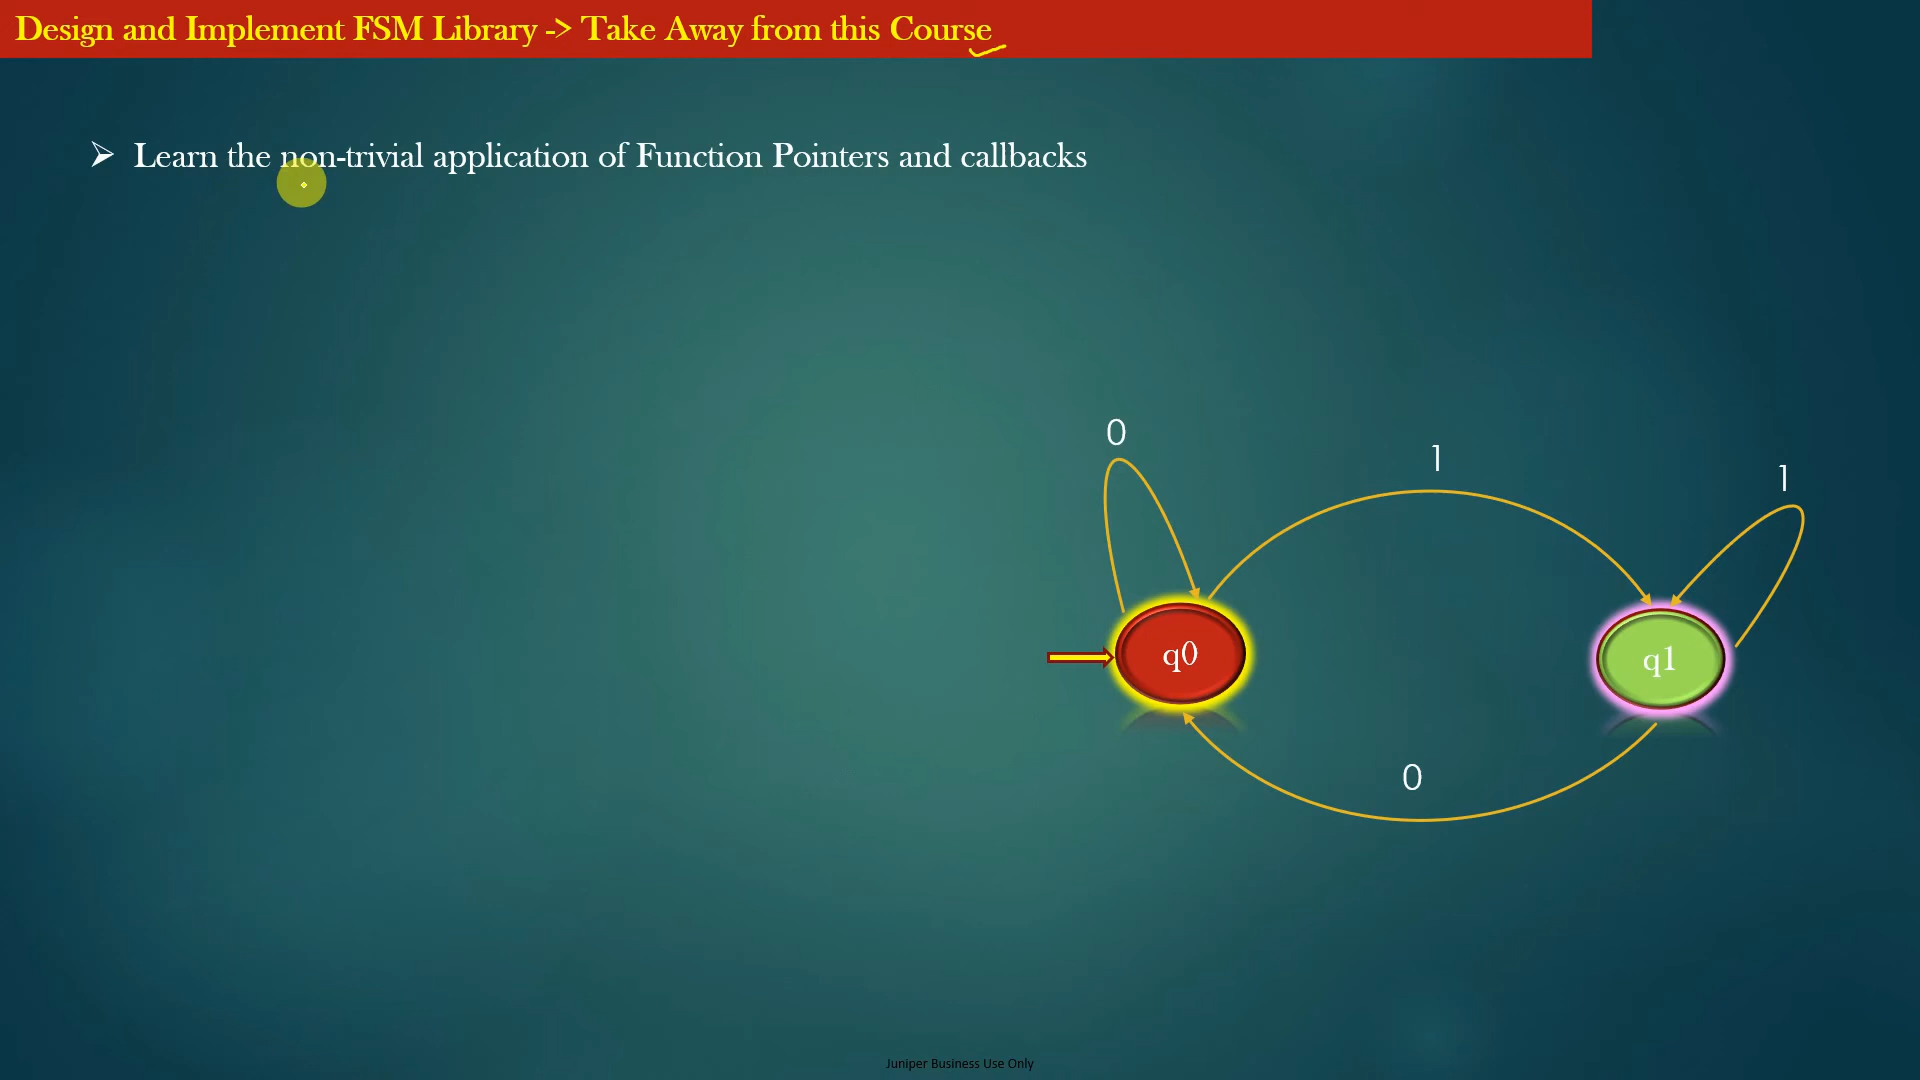 Design and Implement FSM Library -> Take Away from this Course
➢ Learn the non-trivial application of Function Pointers and callbacks
0
1
1
q0
q1
0
Juniper Business Use Only